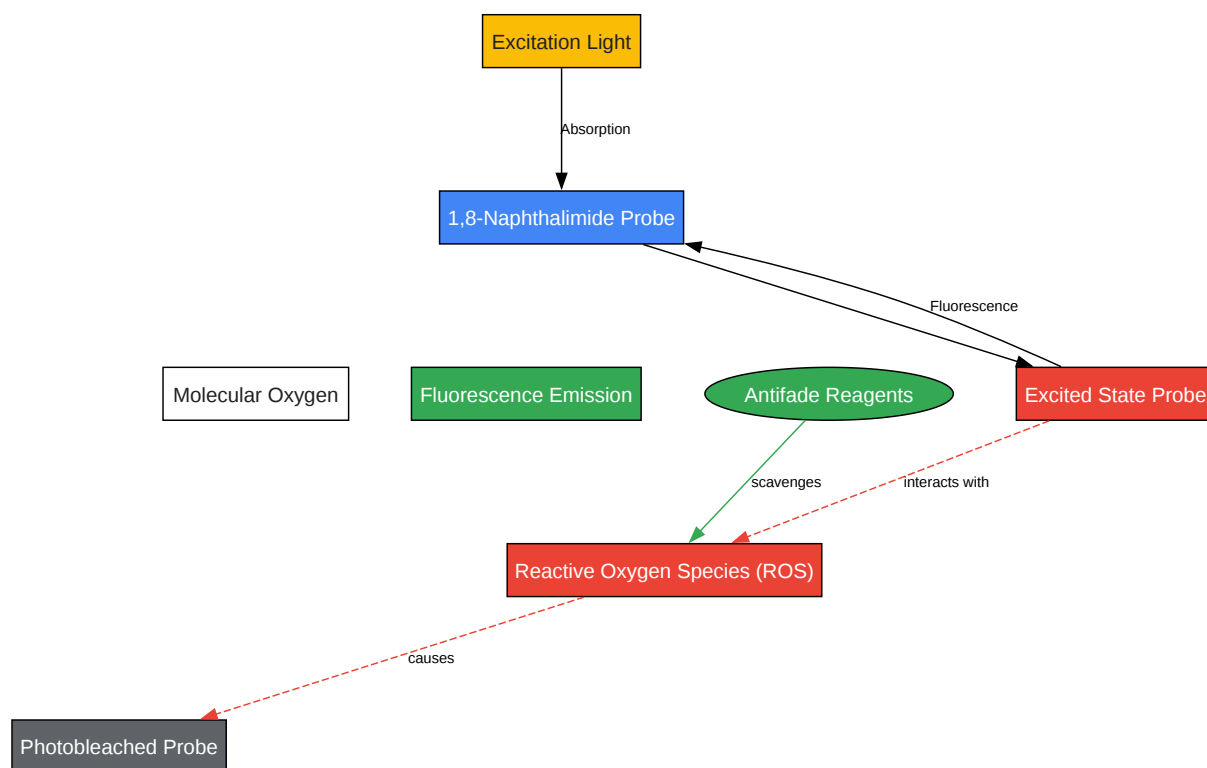 Excitation Light
Absorption
1,8-Naphthalimide Probe
Fluorescence
Molecular Oxygen
Fluorescence Emission
Antifade Reagents
Excited State Probe
scavenges
interacts with
Reactive Oxygen Species (ROS)
causes
Photobleached Probe